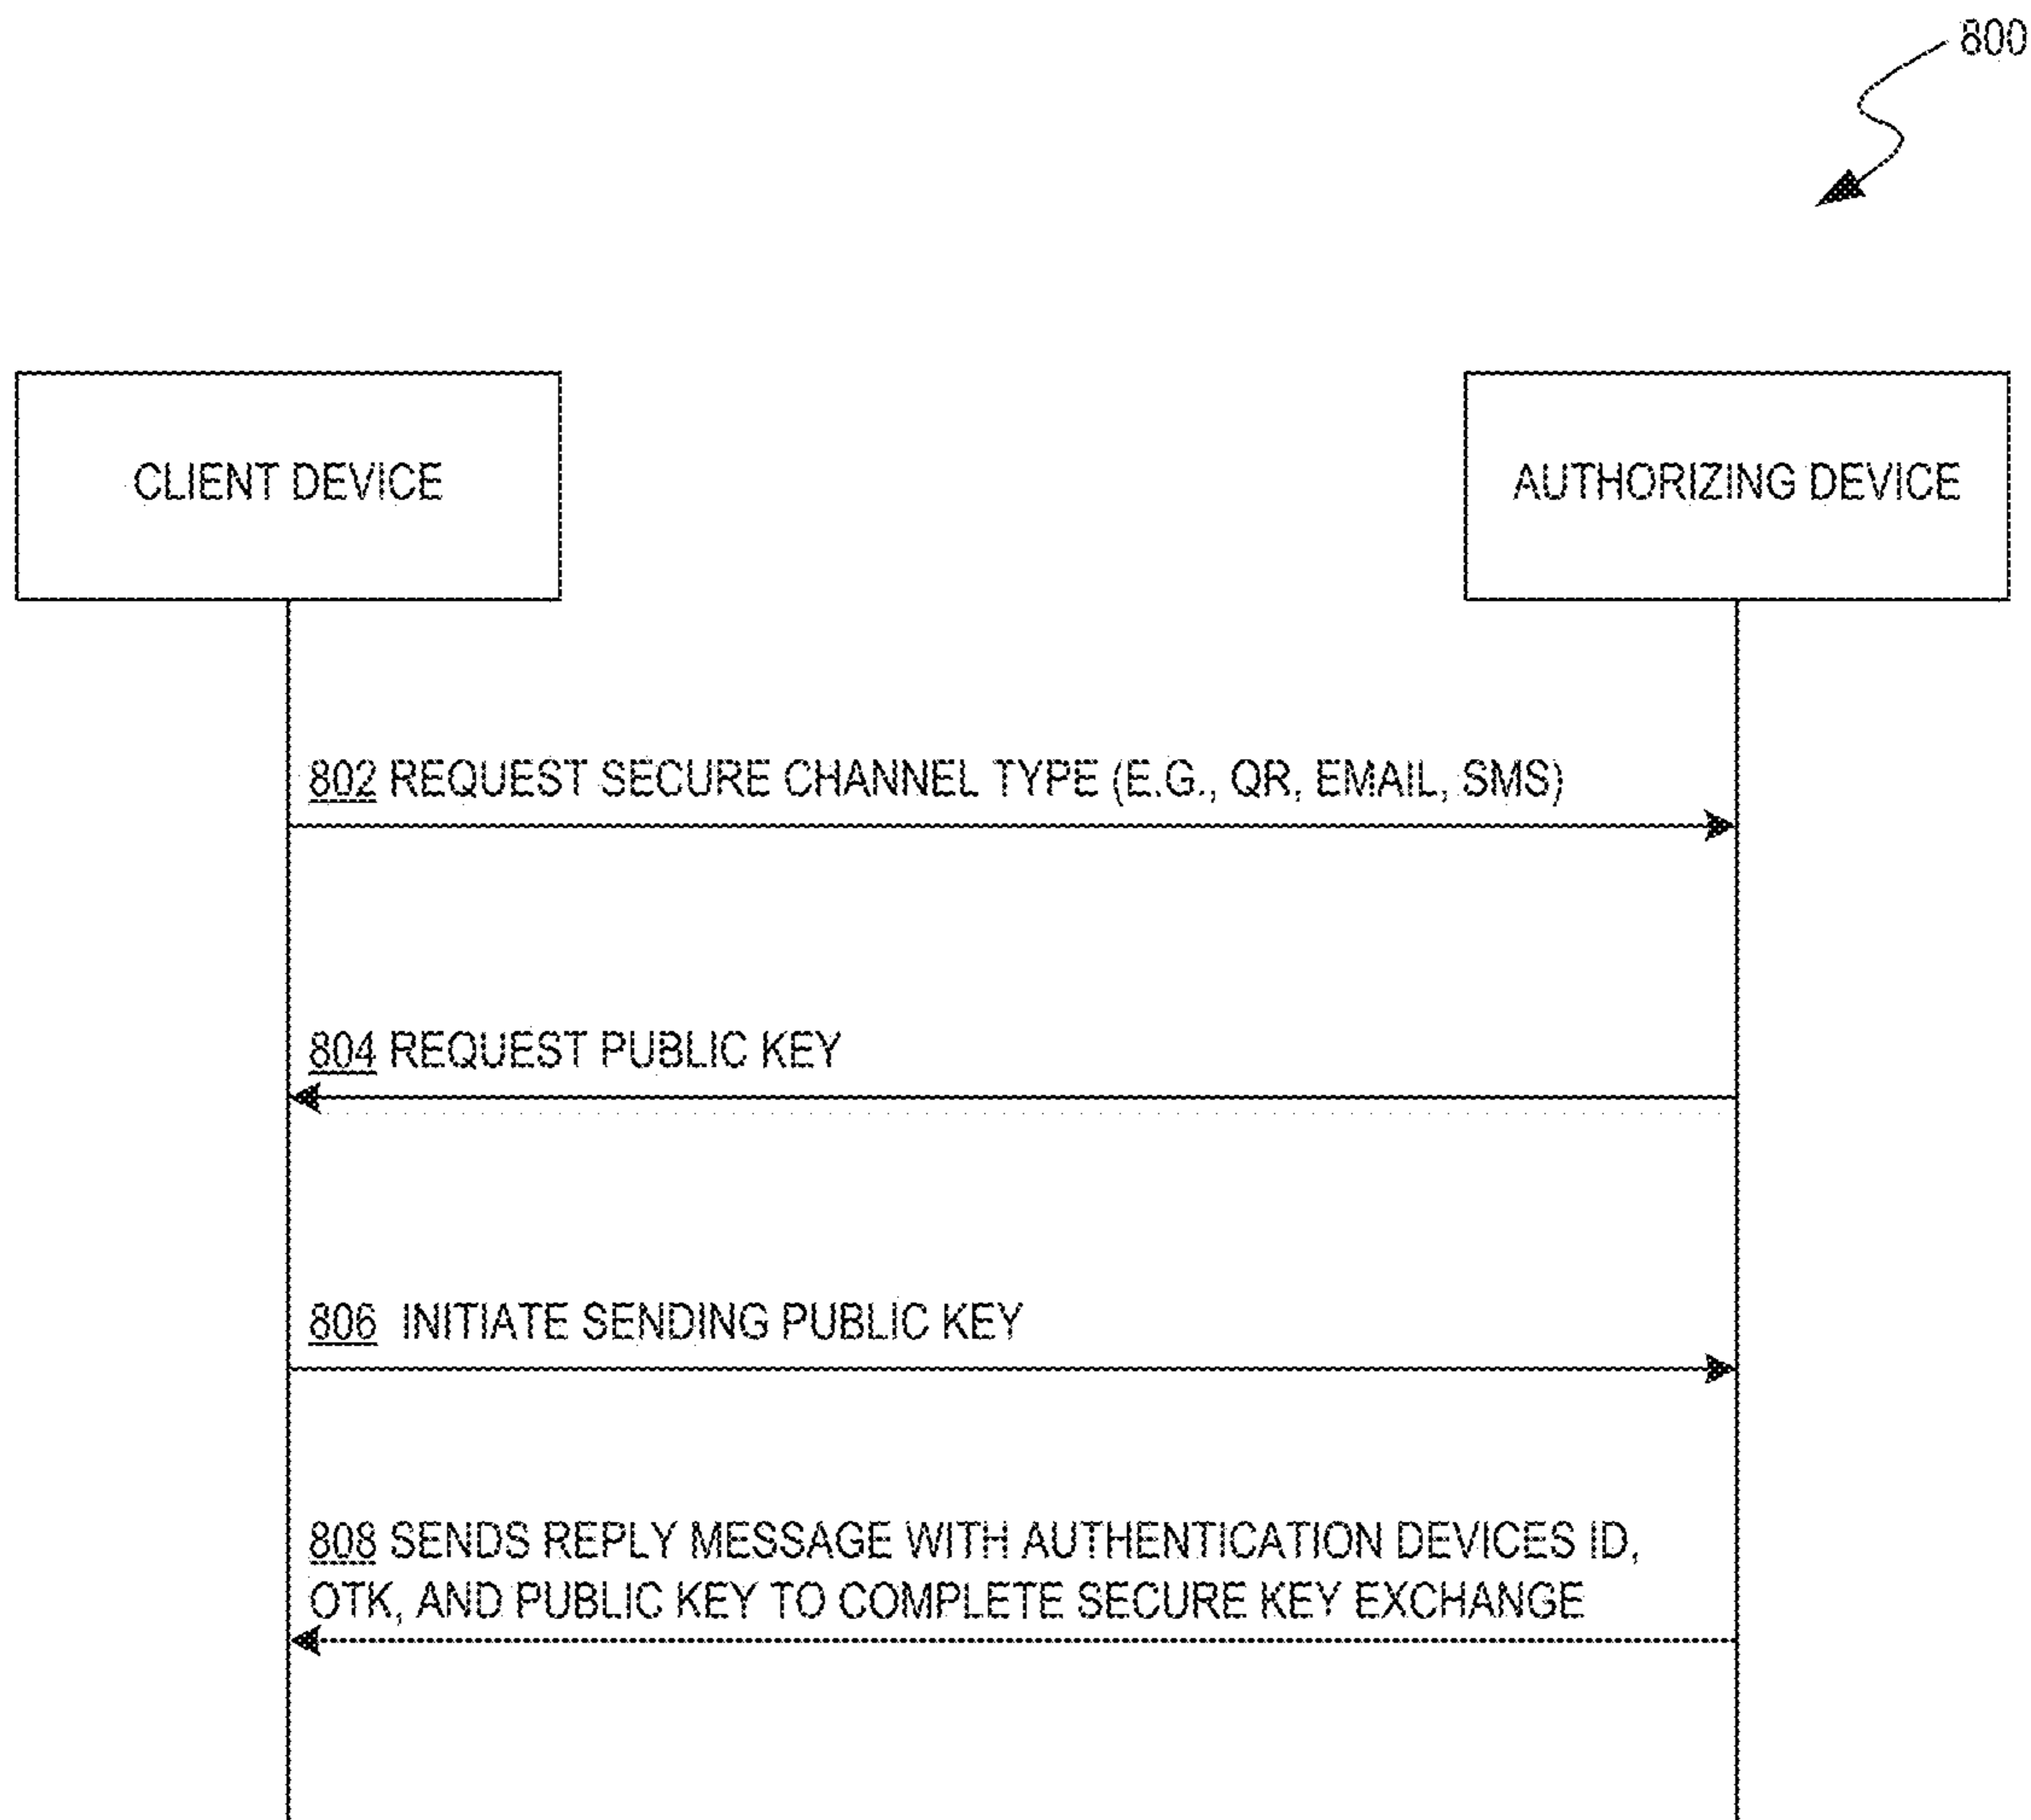 800
CLIENT DEVICE
AUTHORIZING DEVICE
802 REQUEST SECURE CHANNEL TYPE (E.G., QR, EMAIL, SMS)
804 REQUEST PUBLIC KEY
806 INITIATE SENDING PUBLIC KEY
808 SENDS REPLY MESSAGE WITH AUTHENTICATION DEVICES ID,
OTK, AND PUBLIC KEY TO COMPLETE SECURE KEY EXCHANGE